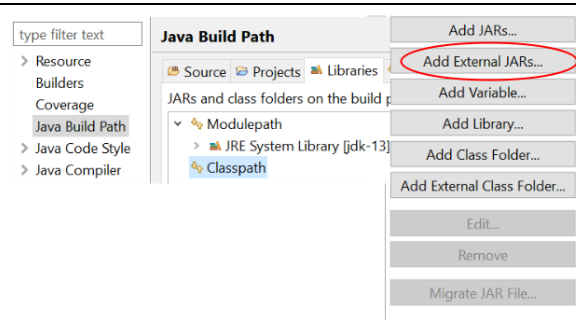 type filter text
> Resource
Builders
Coverage
Java Build Path
> Java Code Style
> Java Compiler
Java Build Path
Source Projects Libraries
JARs and class folders on the build p
Modulepath
> JRE System Library [jdk-13]
Classpath
Add JARs...
Add External JARs...
Add Variable...
Add Library...
Add Class Folder...
Add External Class Folder...
Edit...
Remove
Migrate JAR File...